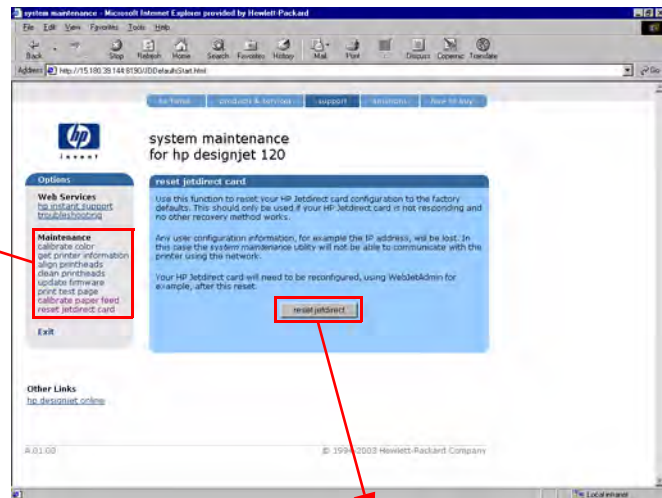 system maintenance - Microsoft Internet Explorer provided by Hewlett-Packard
File Edit View Favorites Tools Help
Back Stop Refresh Home Search Favorites History Mail Print Discuss Copernic Translate
Address Go
hp home products & services support solutions how to buy
hp
invent
system maintenance
for hp designjet 120
Options
Web Services
hp instant support
troubleshooting
Maintenance
calibrate color
get printer information
align printheads
clean printheads
update firmware
print test page
calibrate paper feed
reset jetdirect card
Exit
reset jetdirect card
Use this function to reset your HP Jetdirect card configuration to the factory
defaults. This should only be used if your HP Jetdirect card is not responding and
no other recovery method works.
Any user configuration information, for example the IP address, will be lost. In
this case the system maintenance utility will not be able to communicate with the
printer using the network.
Your HP Jetdirect card will need to be reconfigured, using WebJetAdmin for
example, after this reset.
reset jetdirect
Other Links
hp designjet online
A.01.00
© 1994-2003 Hewlett-Packard Company
Local intranet